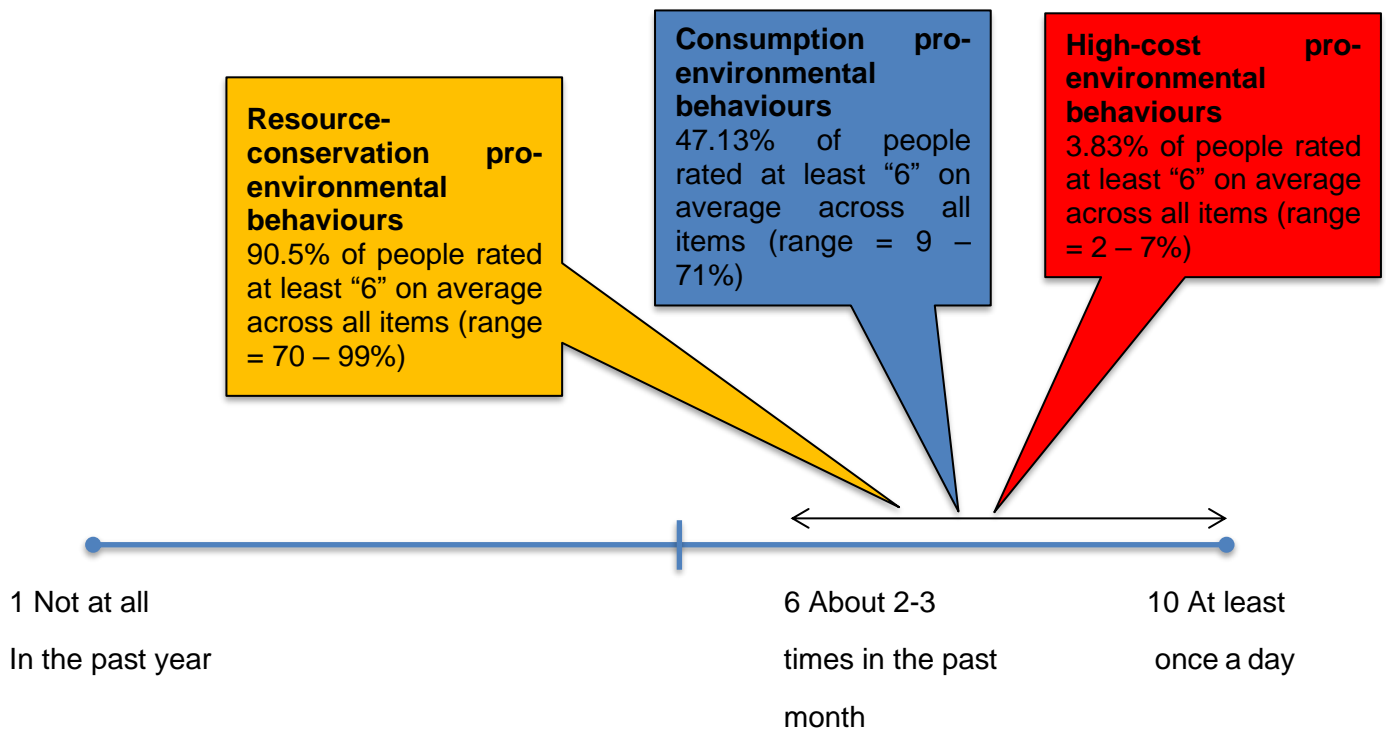 Resource-
conservation pro-
environmental
behaviours
90.5% of people rated
at least “6” on average
across all items (range
= 70 – 99%)
Consumption pro-
environmental
behaviours
47.13% of people
rated at least “6” on
average across all
items (range = 9 –
71%)
High-cost pro-
environmental
behaviours
3.83% of people rated
at least “6” on average
across all items (range
= 2 – 7%)
1 Not at all
In the past year
6 About 2-3
times in the past
month
10 At least
once a day